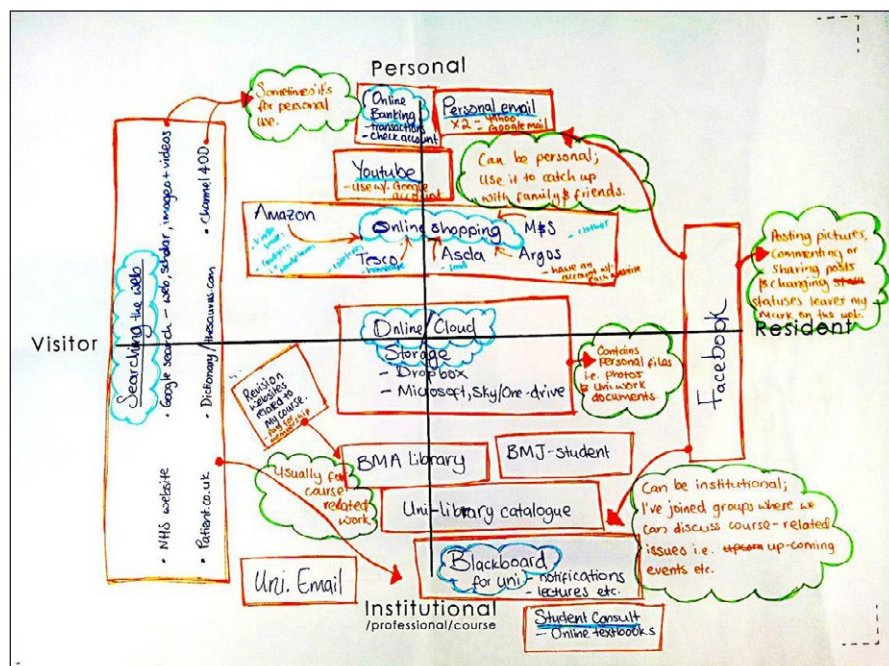 Personal
Sometimes it's
for personal
use.
Online
Banking
- transactions
- check account
Personal email
x2 - Yahoo
- Google mail
Youtube
- use w. Google
account
Can be personal;
Use it to catch up
with family & friends.
Amazon
Online shopping
M&S
- clothes
Tesco
Asda
- food
Argos
- have an
account w/
each website
Posting pictures,
commenting or
sharing posts
& changing
statuses leaves my
mark on the web.
Searching the web
• Google search - web, scholar, images + videos
• Channel 4OD
• Dictionary/thesaurus.com
• NHS website
• Patient.co.uk
Visitor
Resident
Facebook
Online/Cloud
Storage
- Dropbox
- Microsoft, Sky/One-drive
Contains
personal files
i.e. photos
& uni work
documents.
Revision
websites
related to
my course.
- pay for
membership
Usually for
course
related
work
BMA library
BMJ-student
Uni-library catalogue
Can be institutional;
I've joined groups where we
can discuss course-related
issues i.e. up-coming
events etc.
Blackboard
for uni
- notifications
- lectures etc.
Uni. Email
Institutional
/professional/course
Student Consult
- Online textbooks